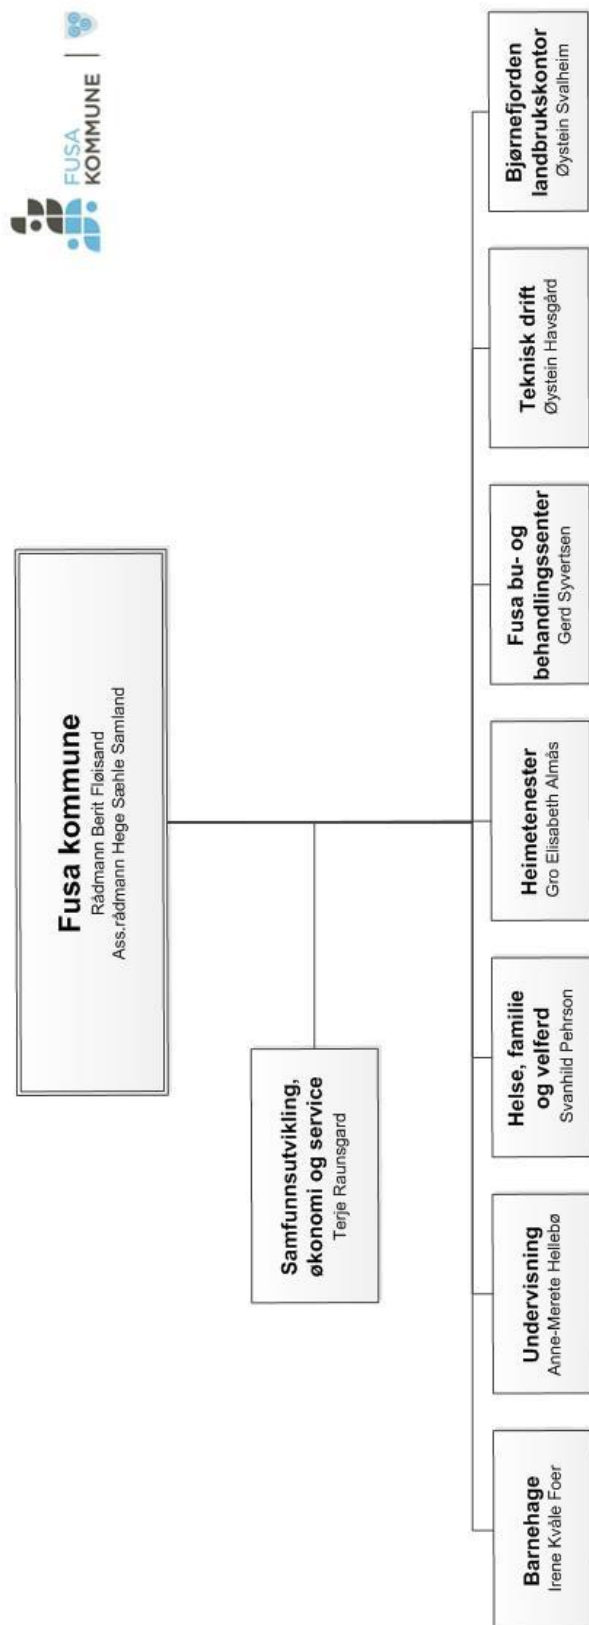 FUSA
KOMMUNE
Fusa kommune
Rådmann Berit Fløisand
Ass.rådmann Hege Sæhle Samland
Samfunnsutvikling,
økonomi og service
Terje Raunsgard
Barnehage
Irene Kvåle Foer
Undervisning
Anne-Merete Hellebø
Helse, familie
og velferd
Svanhild Pehrson
Heimetenester
Gro Elisabeth Almås
Fusa bu- og
behandlingssenter
Gerd Syvertsen
Teknisk drift
Øystein Havsgård
Bjørnefjorden
landbrukskontor
Øystein Svalheim